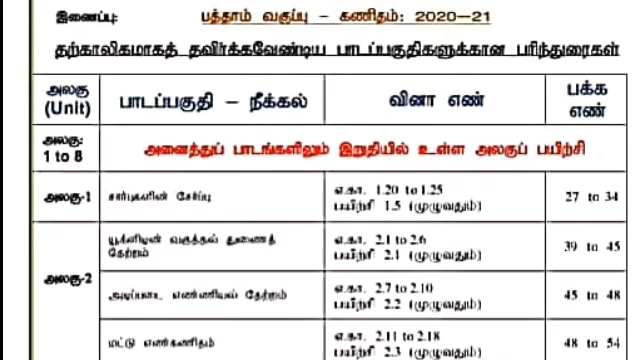 இணைப்பு: பத்தாம் வகுப்பு – கணிதம்: 2020—21
தற்காலிகமாகத் தவிர்க்கவேண்டிய பாடப்பகுதிகளுக்கான பரிந்துரைகள்
அலகு (Unit) பாடப்பகுதி – நீக்கல் வினா எண் பக்க எண்
அலகு: 1 to 8 அனைத்துப் பாடங்களிலும் இறுதியில் உள்ள அலகுப் பயிற்சி
அலகு-1 சார்புகளின் சேர்ப்பு எ.கா. 1.20 to 1.25 27 to 34
பயிற்சி 1.5 (முழுவதும்)
அலகு-2
யூக்ளிடின் வகுத்தல் துணைத் தேற்றம் எ.கா. 2.1 to 2.6 39 to 45
பயிற்சி 2.1 (முழுவதும்)
அடிப்படை எண்ணியல் தேற்றம் எ.கா. 2.7 to 2.10 45 to 48
பயிற்சி 2.2 (முழுவதும்)
மட்டு எண்கணிதம் எ.கா. 2.11 to 2.18 48 to 54
பயிற்சி 2.3 (முழுவதும்)